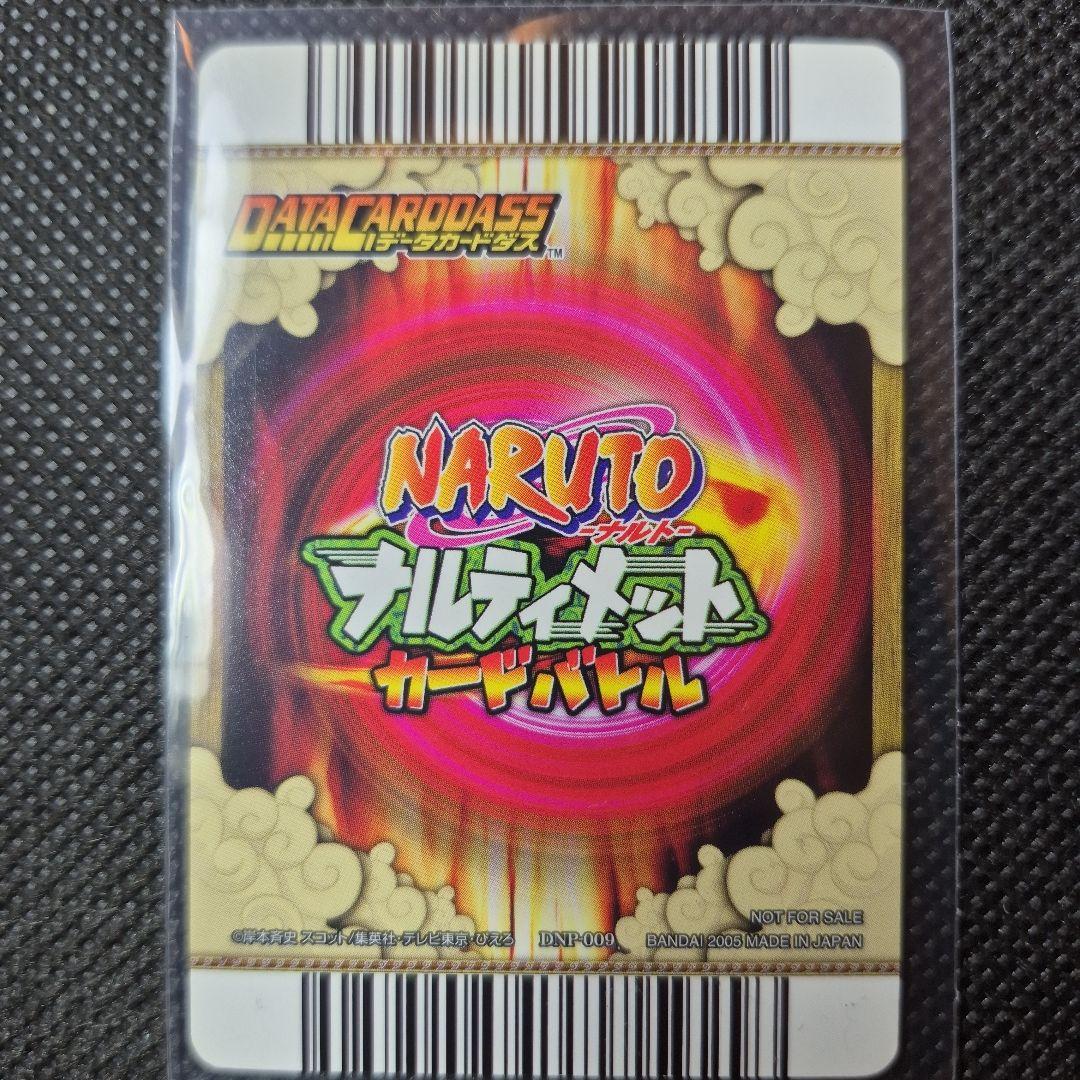 DATA CARDDASS
データカードダス TM
NARUTO
-ナルト-
ナルティメット
カードバトル
NOT FOR SALE
©岸本斉史 スコット/集英社・テレビ東京・ぴえろ DNP-009 BANDAI 2005 MADE IN JAPAN